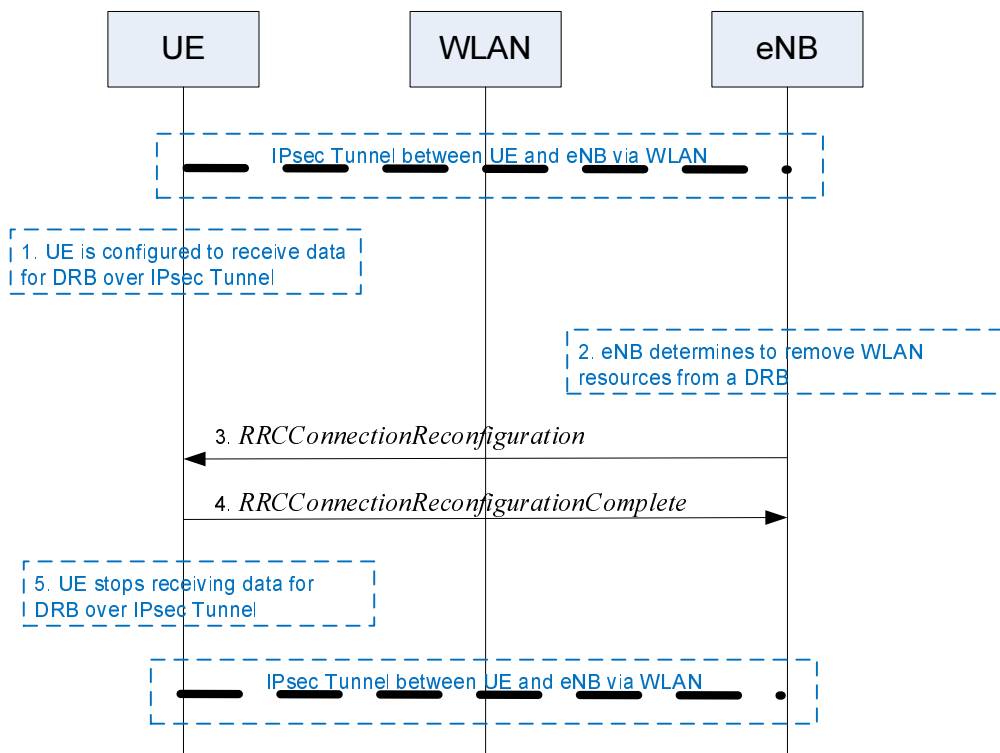 UE
WLAN
eNB
IPsec Tunnel between UE and eNB via WLAN
1. UE is configured to receive data
for DRB over IPsec Tunnel
2. eNB determines to remove WLAN
resources from a DRB
3. RRCConnectionReconfiguration
4. RRCConnectionReconfigurationComplete
5. UE stops receiving data for
DRB over IPsec Tunnel
IPsec Tunnel between UE and eNB via WLAN